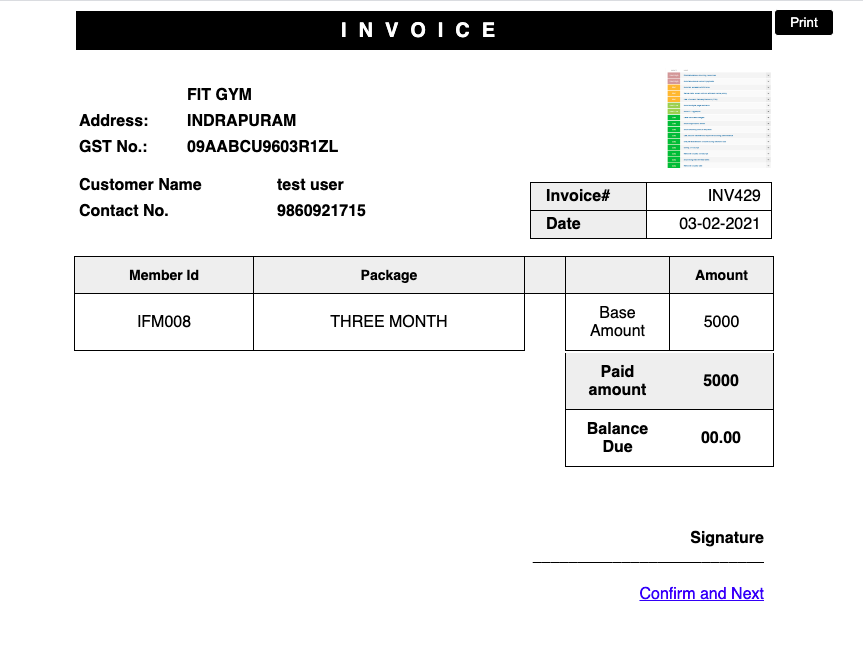 I N V O I C E
Print
FIT GYM
Address: INDRAPURAM
GST No.: 09AABCU9603R1ZL
Customer Name test user
Contact No. 9860921715
Invoice# INV429
Date 03-02-2021
Member Id Package Amount
IFM008 THREE MONTH Base Amount 5000
Paid amount 5000
Balance Due 00.00
Signature
Confirm and Next